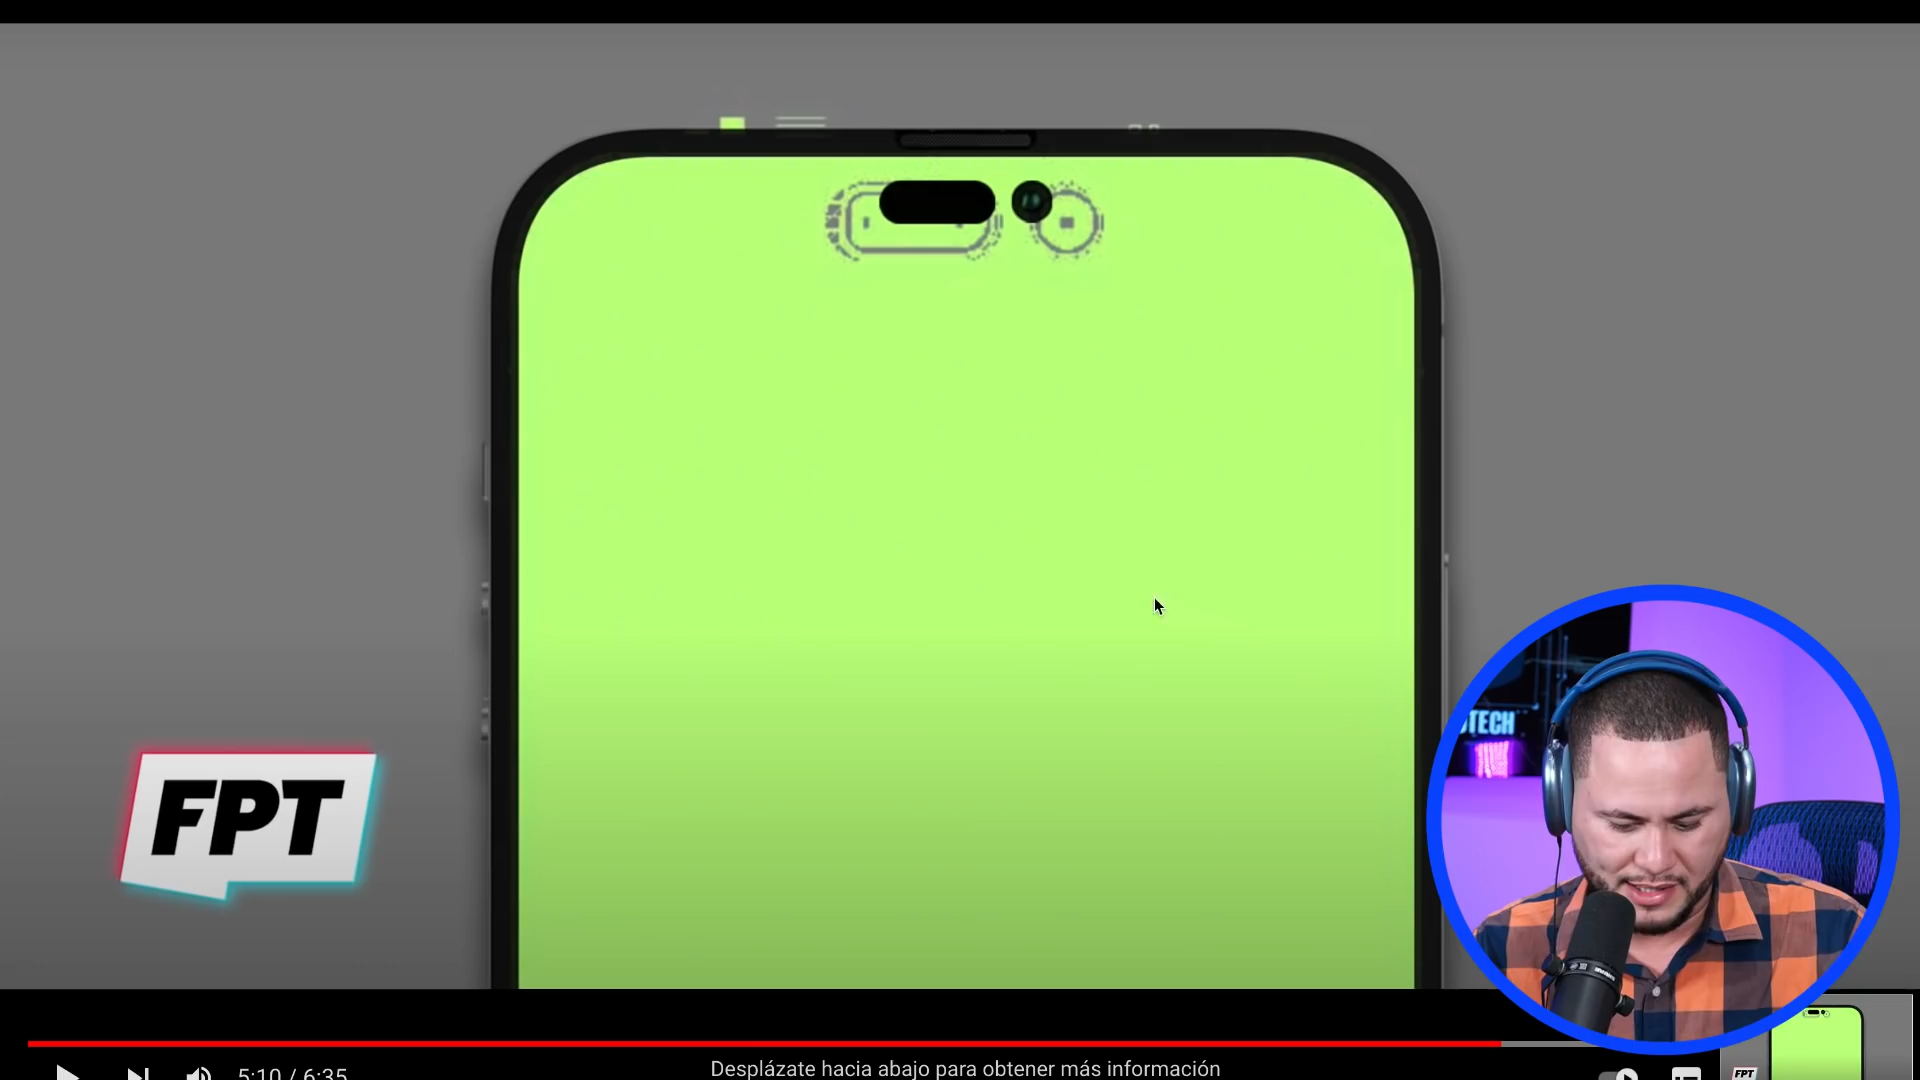 FPT
TECH
5:10 / 6:35
Desplázate hacia abajo para obtener más información
FPT